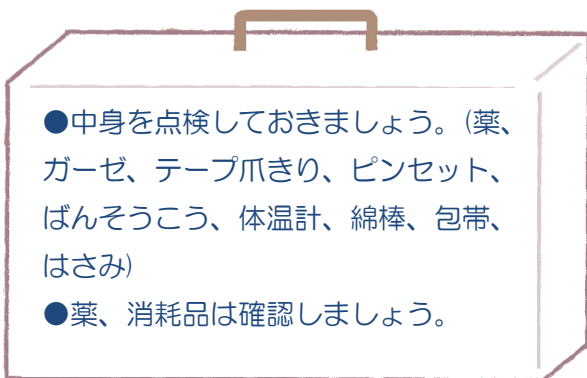 ●中身を点検しておきましょう。(薬、
ガーゼ、テープ爪きり、ピンセット、
ばんそうこう、体温計、綿棒、包帯、
はさみ)
●薬、消耗品は確認しましょう。